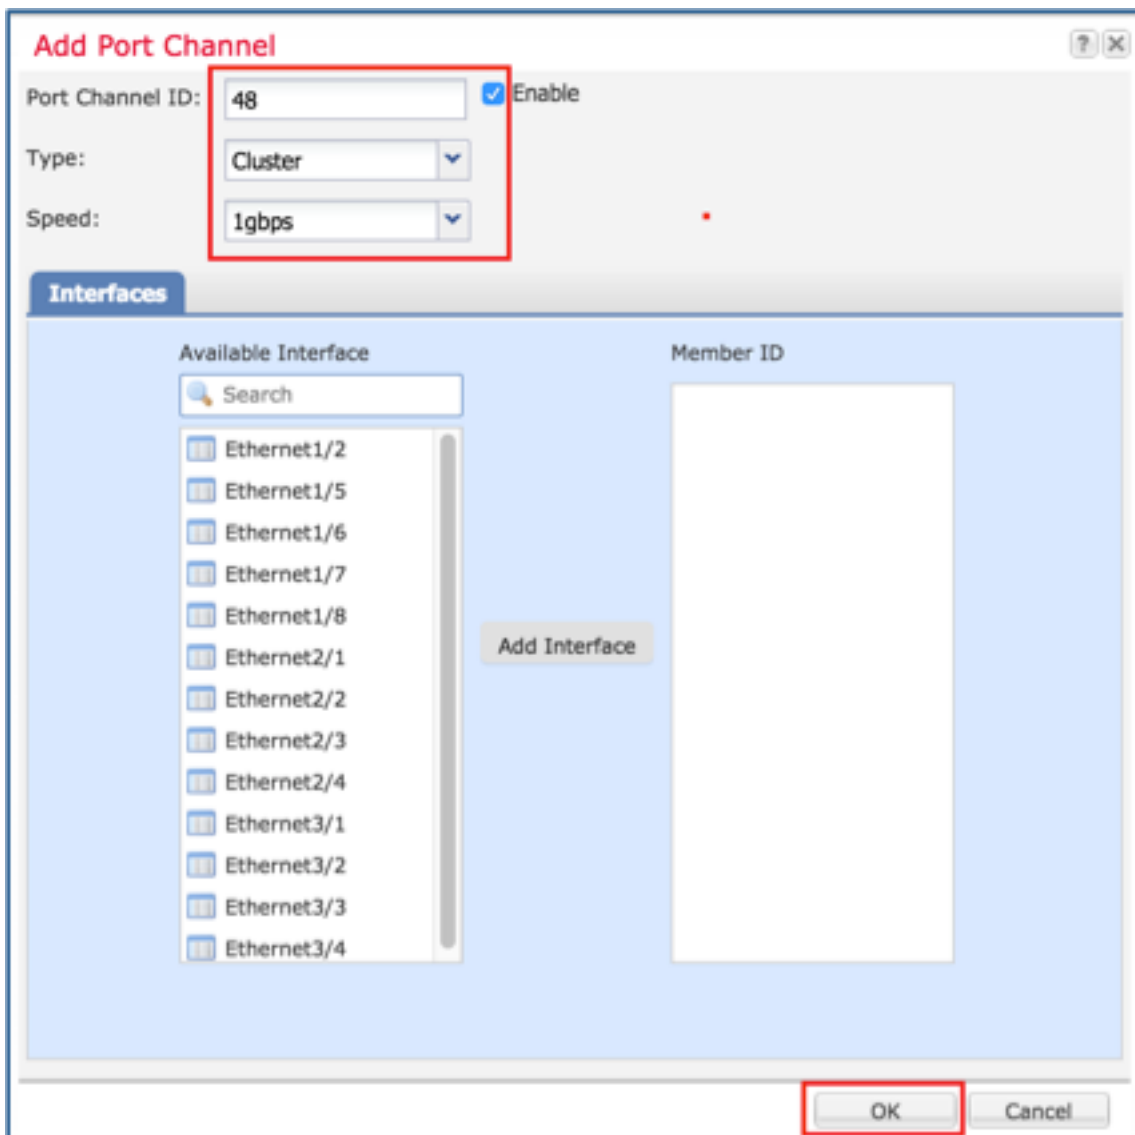 Add Port Channel
Port Channel ID: 48 Enable
Type: Cluster
Speed: 1gbps
Interfaces
Available Interface Member ID
Search
Ethernet1/2
Ethernet1/5
Ethernet1/6
Ethernet1/7
Ethernet1/8
Ethernet2/1
Add Interface
Ethernet2/2
Ethernet2/3
Ethernet2/4
Ethernet3/1
Ethernet3/2
Ethernet3/3
Ethernet3/4
OK Cancel